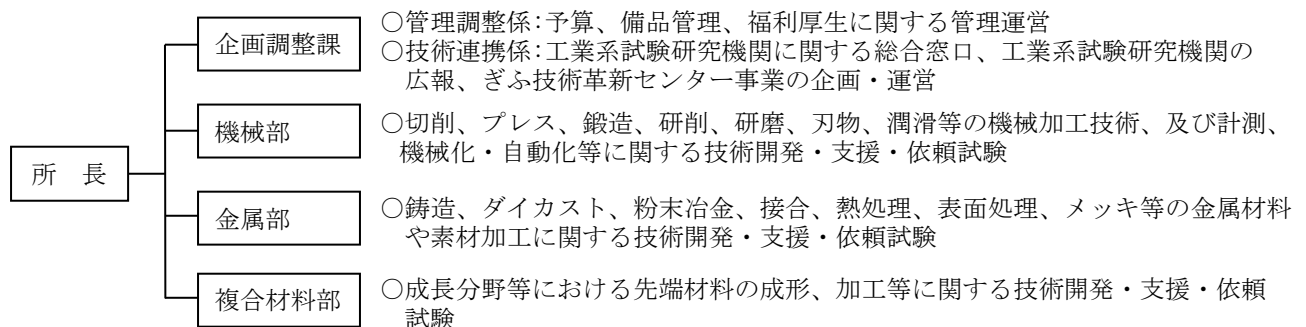 企画調整課
○管理調整係:予算、備品管理、福利厚生に関する管理運営
○技術連携係:工業系試験研究機関に関する総合窓口、工業系試験研究機関の
広報、ぎふ技術革新センター事業の企画・運営
機械部
○切削、プレス、鍛造、研削、研磨、刃物、潤滑等の機械加工技術、及び計測、
機械化・自動化等に関する技術開発・支援・依頼試験
所 長
金属部
○鋳造、ダイカスト、粉末冶金、接合、熱処理、表面処理、メッキ等の金属材料
や素材加工に関する技術開発・支援・依頼試験
複合材料部
○成長分野等における先端材料の成形、加工等に関する技術開発・支援・依頼
試験